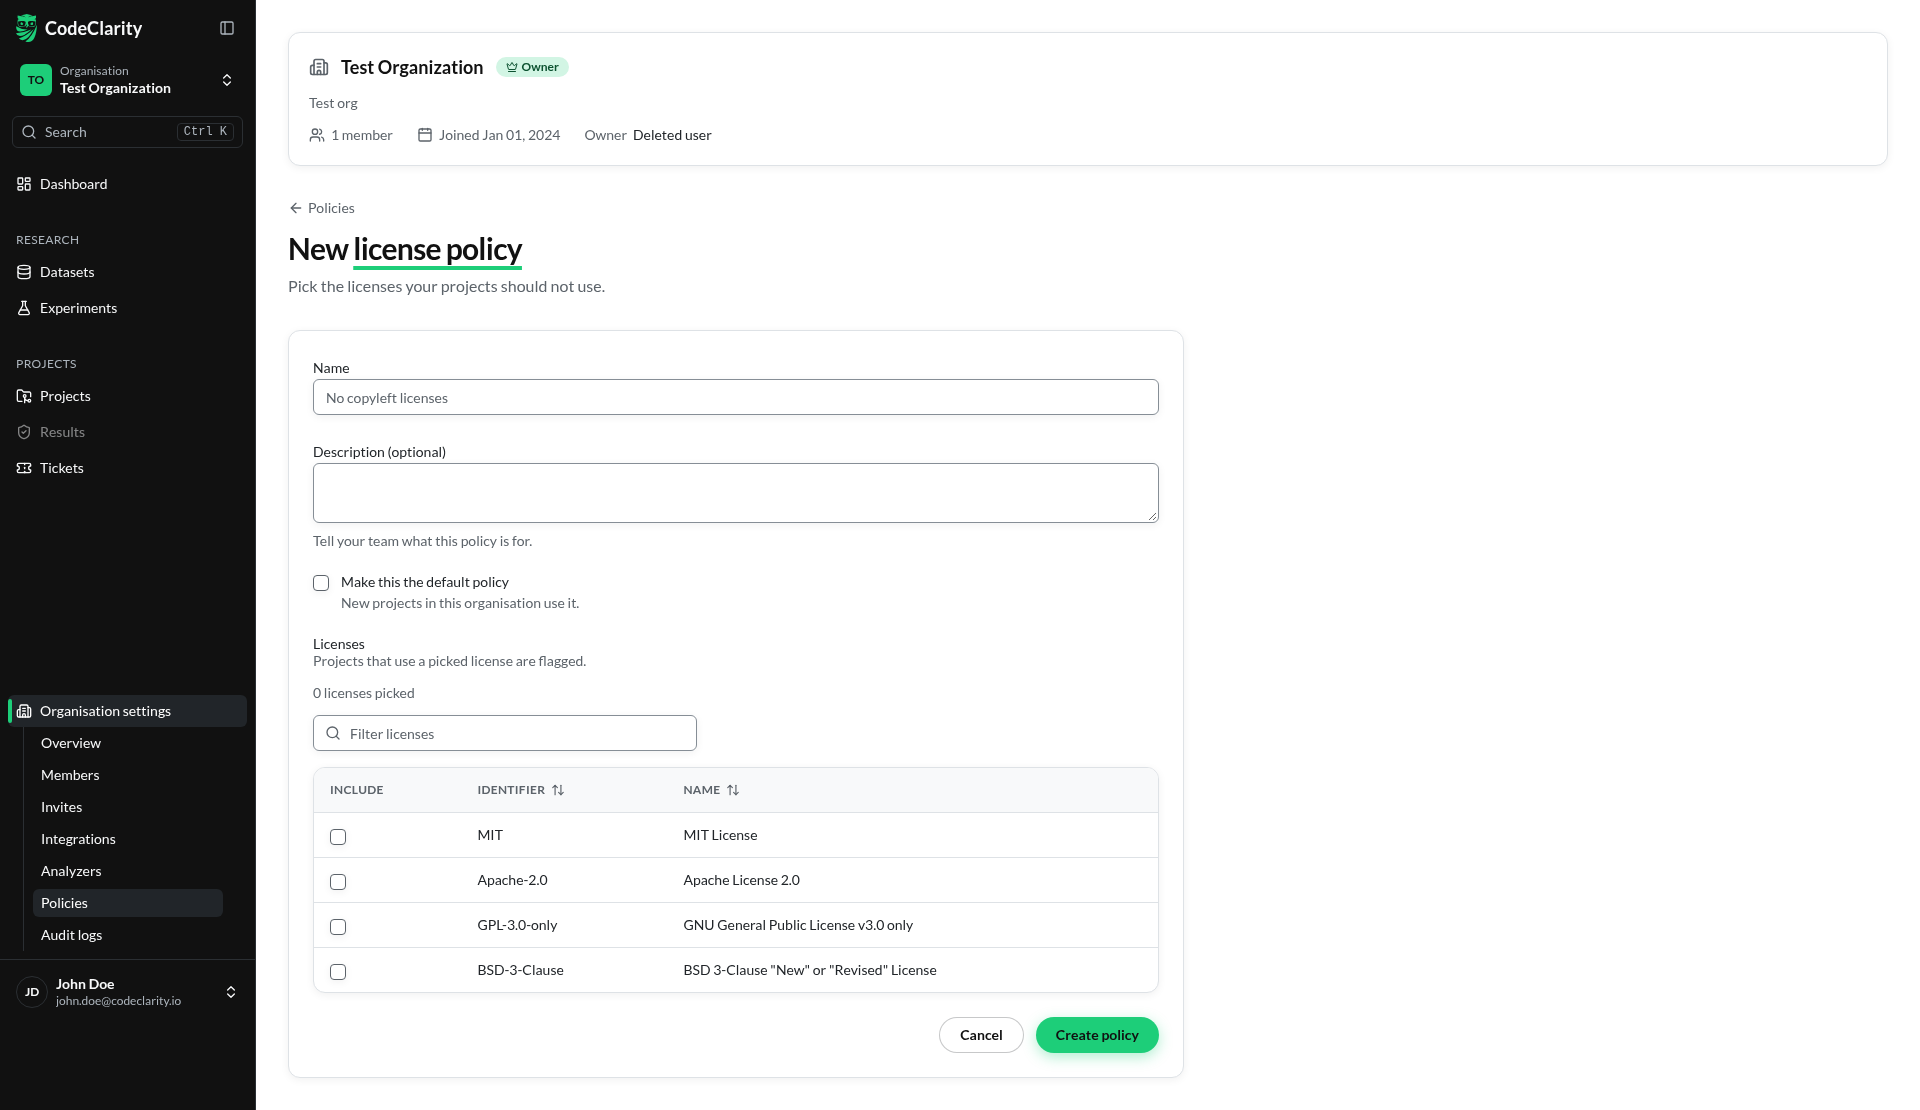 CodeClarity
TO
Organisation
Test Organization
Search
Ctrl K
Dashboard
RESEARCH
Datasets
Experiments
PROJECTS
Projects
Results
Tickets
Organisation settings
Overview
Members
Invites
Integrations
Analyzers
Policies
Audit logs
JD
John Doe
john.doe@codeclarity.io
Test Organization
Owner
Test org
1 member
Joined Jan 01, 2024
Owner Deleted user
Policies
New license policy
Pick the licenses your projects should not use.
Name
No copyleft licenses
Description (optional)
Tell your team what this policy is for.
Make this the default policy
New projects in this organisation use it.
Licenses
Projects that use a picked license are flagged.
0 licenses picked
Filter licenses
INCLUDE IDENTIFIER NAME
MIT MIT License
Apache-2.0 Apache License 2.0
GPL-3.0-only GNU General Public License v3.0 only
BSD-3-Clause BSD 3-Clause "New" or "Revised" License
Cancel
Create policy